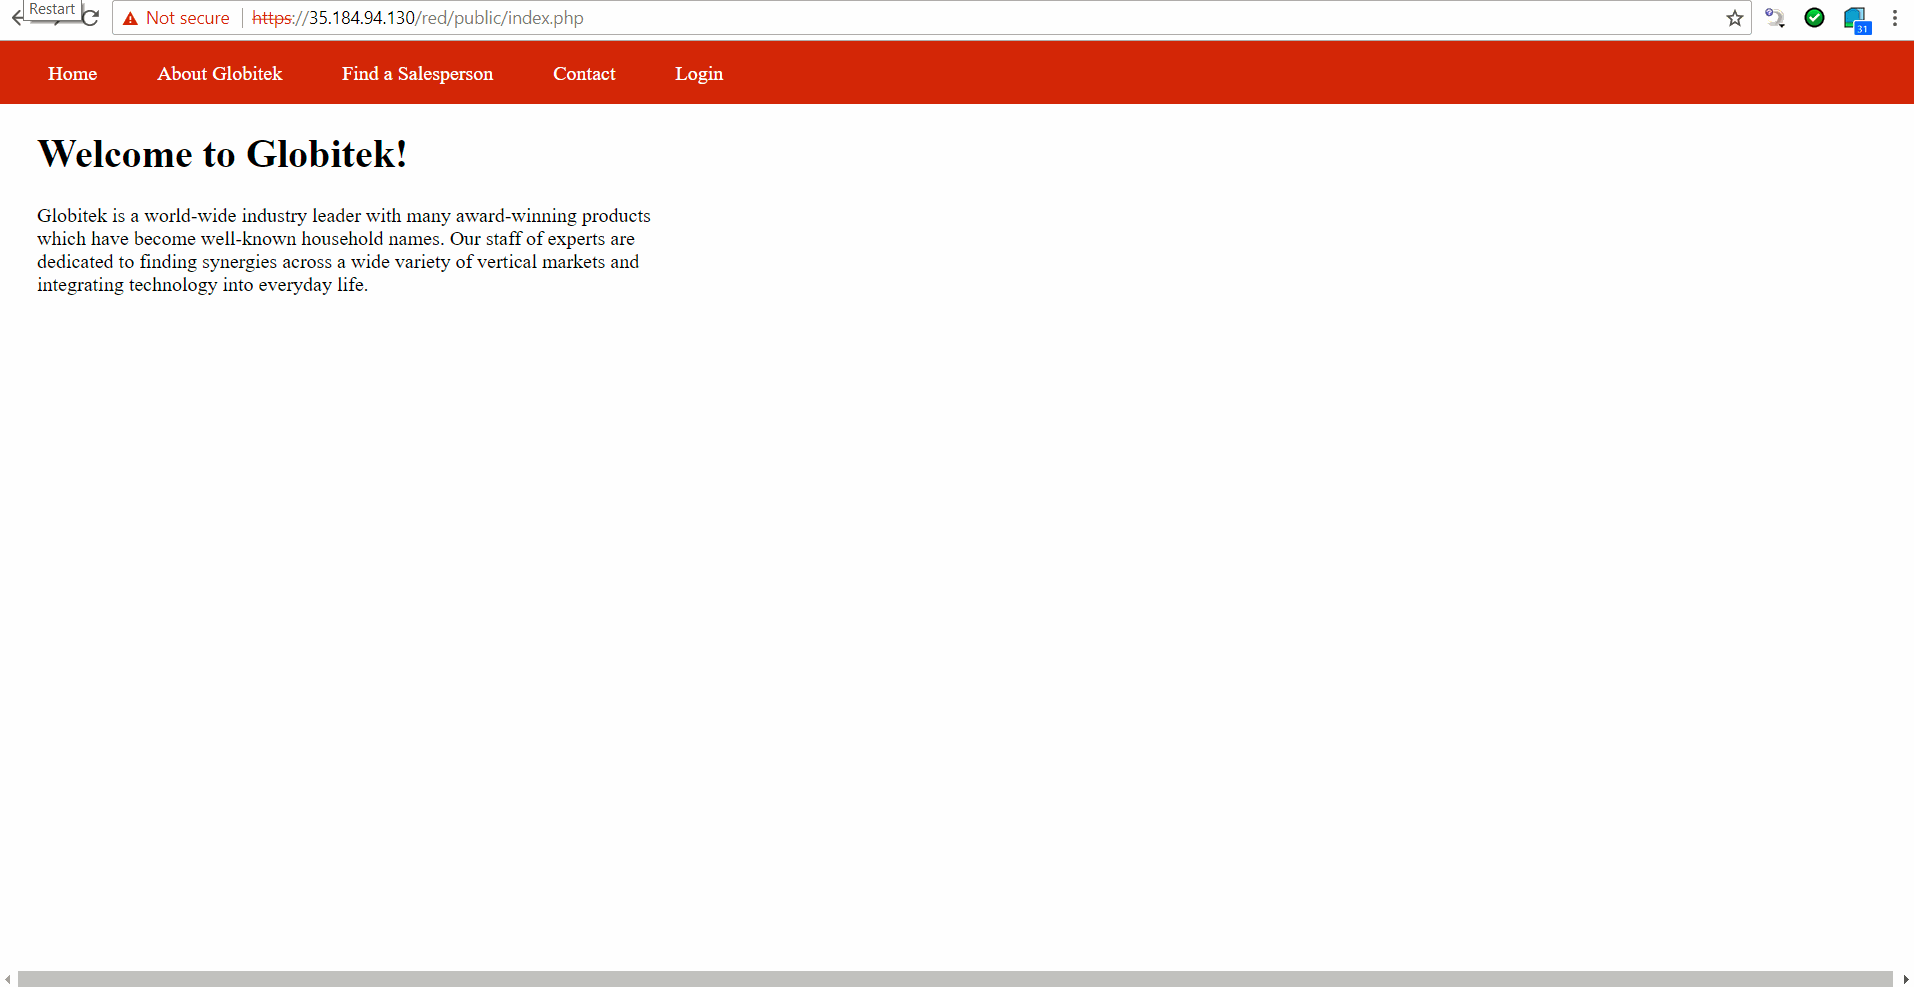 Restart
Not secure https://35.184.94.130/red/public/index.php
31
Home About Globitek Find a Salesperson Contact Login
Welcome to Globitek!
Globitek is a world-wide industry leader with many award-winning products
which have become well-known household names. Our staff of experts are
dedicated to finding synergies across a wide variety of vertical markets and
integrating technology into everyday life.